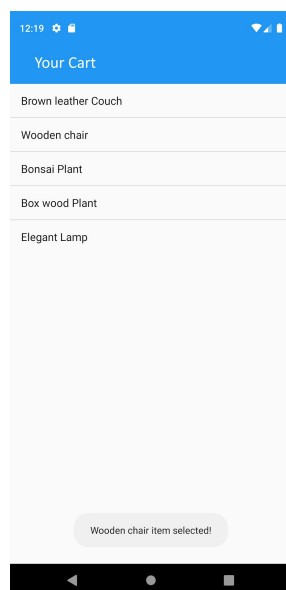 12:19
Your Cart
Brown leather Couch
Wooden chair
Bonsai Plant
Box wood Plant
Elegant Lamp
Wooden chair item selected!